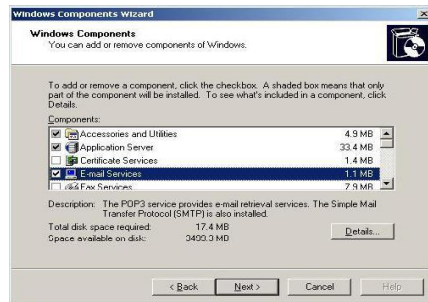 Windows Components Wizard
Windows Components
You can add or remove components of Windows.
To add or remove a component, click the checkbox. A shaded box means that only
part of the component will be installed. To see what's included in a component, click
Details.
Components:
Accessories and Utilities 4.9 MB
Application Server 33.4 MB
Certificate Services 1.4 MB
E-mail Services 1.1 MB
Fax Services 7.9 MB
Description: The POP3 service provides e-mail retrieval services. The Simple Mail
Transfer Protocol (SMTP) is also installed.
Total disk space required: 17.4 MB
Space available on disk: 3499.3 MB
Details...
< Back Next > Cancel Help